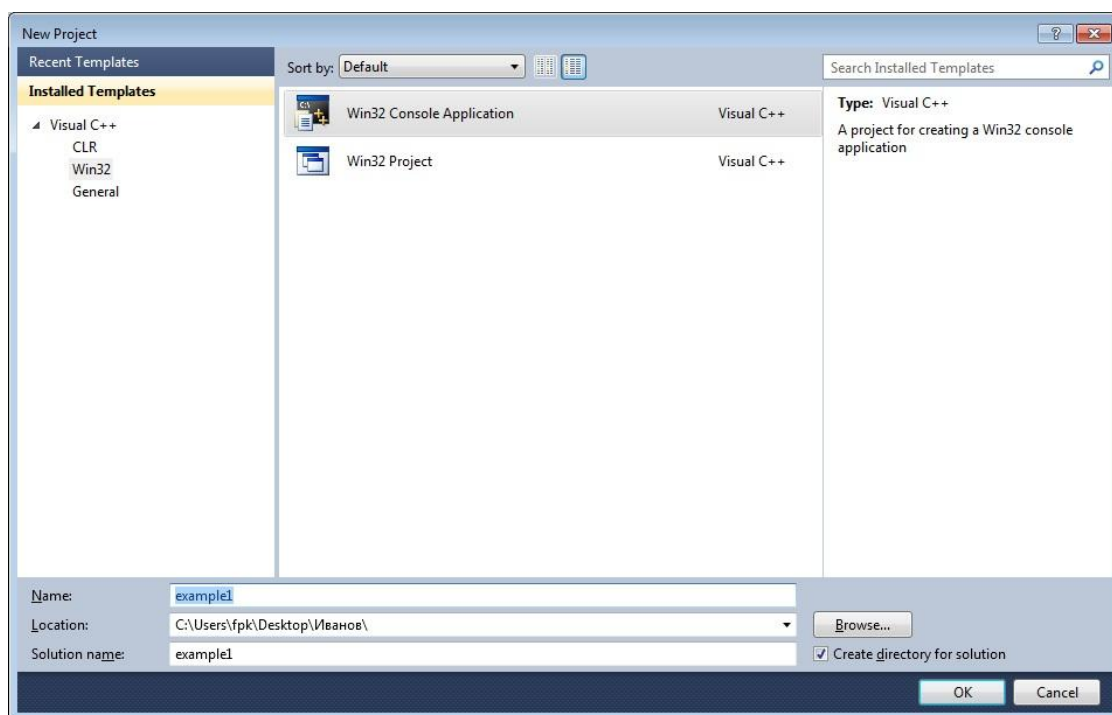 New Project
Recent Templates
Installed Templates
Visual C++
CLR
Win32
General
Sort by: Default
Win32 Console Application Visual C++
Win32 Project Visual C++
Search Installed Templates
Type: Visual C++
A project for creating a Win32 console
application
Name: example1
Location: C:\Users\fpk\Desktop\Иванов\
Browse...
Solution name: example1
Create directory for solution
OK Cancel